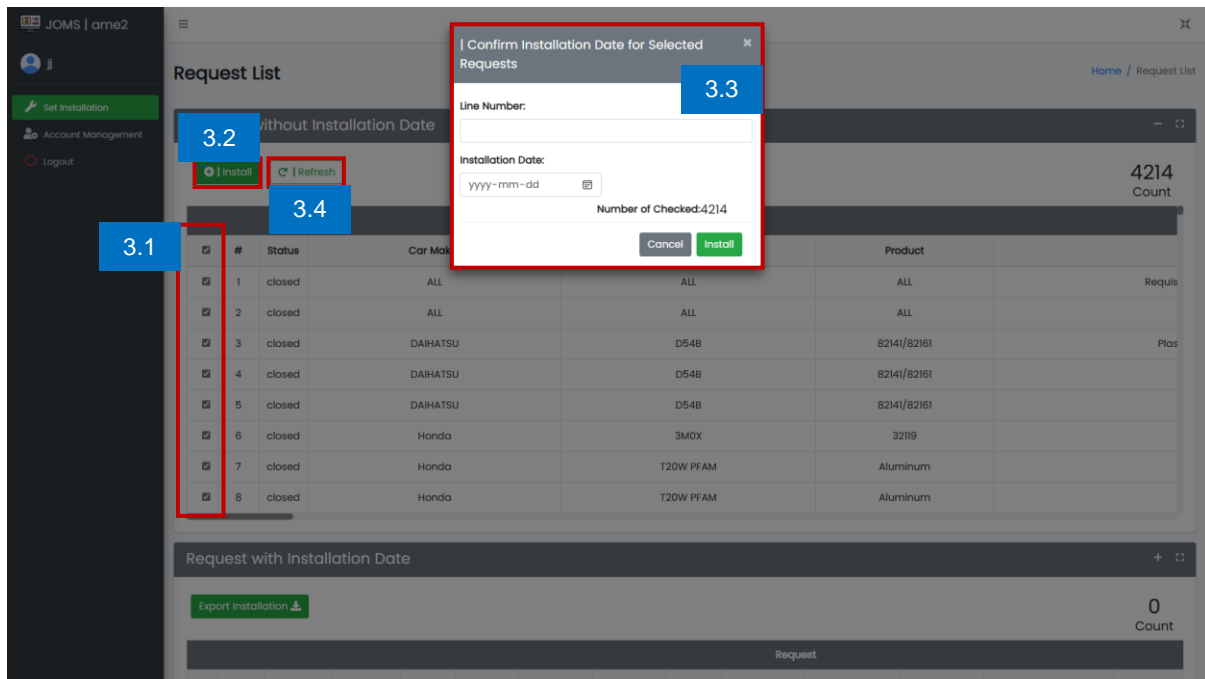 JOMS | ame2
jj
Set Installation
Account Management
Logout
Request List
Home / Request List
without Installation Date
| Install
| Refresh
4214
Count
# Status Car Mak Product
1 closed ALL ALL ALL Requis
2 closed ALL ALL ALL
3 closed DAIHATSU D54B 82141/82161 Plas
4 closed DAIHATSU D54B 82141/82161
5 closed DAIHATSU D54B 82141/82161
6 closed Honda 3M0X 32119
7 closed Honda T20W PFAM Aluminum
8 closed Honda T20W PFAM Aluminum
| Confirm Installation Date for Selected
Requests
×
Line Number:
Installation Date:
yyyy-mm-dd
Number of Checked:4214
Cancel Install
3.1
3.2
3.3
3.4
Request with Installation Date
Export Installation
0
Count
Request